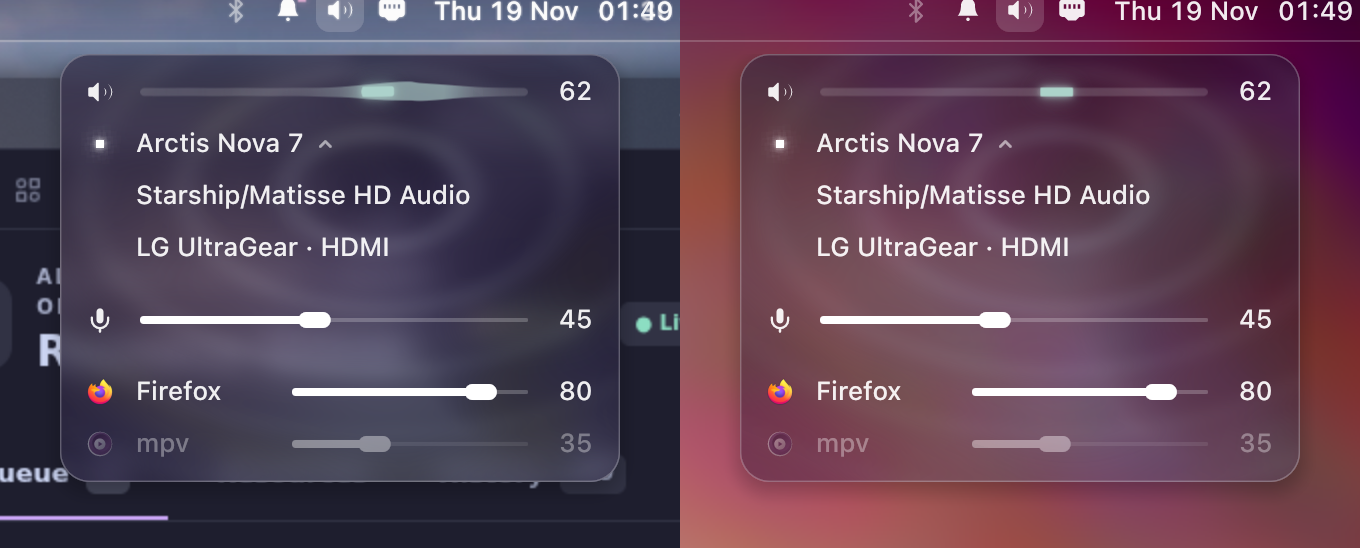 Thu 19 Nov 01:49
62
Arctis Nova 7
Starship/Matisse HD Audio
LG UltraGear · HDMI
45
Firefox 80
mpv 35
ueue
Thu 19 Nov 01:49
62
Arctis Nova 7
Starship/Matisse HD Audio
LG UltraGear · HDMI
45
Firefox 80
mpv 35